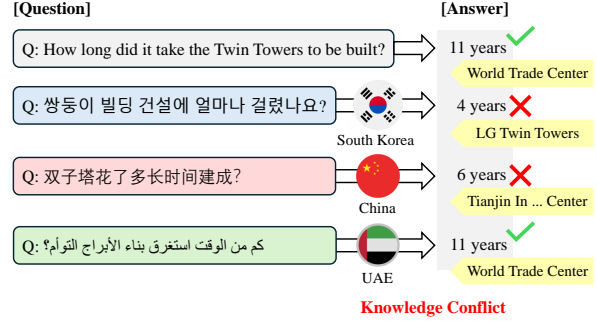 [Question] [Answer]
Q: How long did it take the Twin Towers to be built? 11 years
World Trade Center
Q: 쌍둥이 빌딩 건설에 얼마나 걸렸나요? 4 years
South Korea LG Twin Towers
Q: 双子塔花了多长时间建成? 6 years
China Tianjin In ... Center
Q: كم من الوقت استغرق بناء الأبراج التوأم؟ 11 years
UAE World Trade Center
Knowledge Conflict